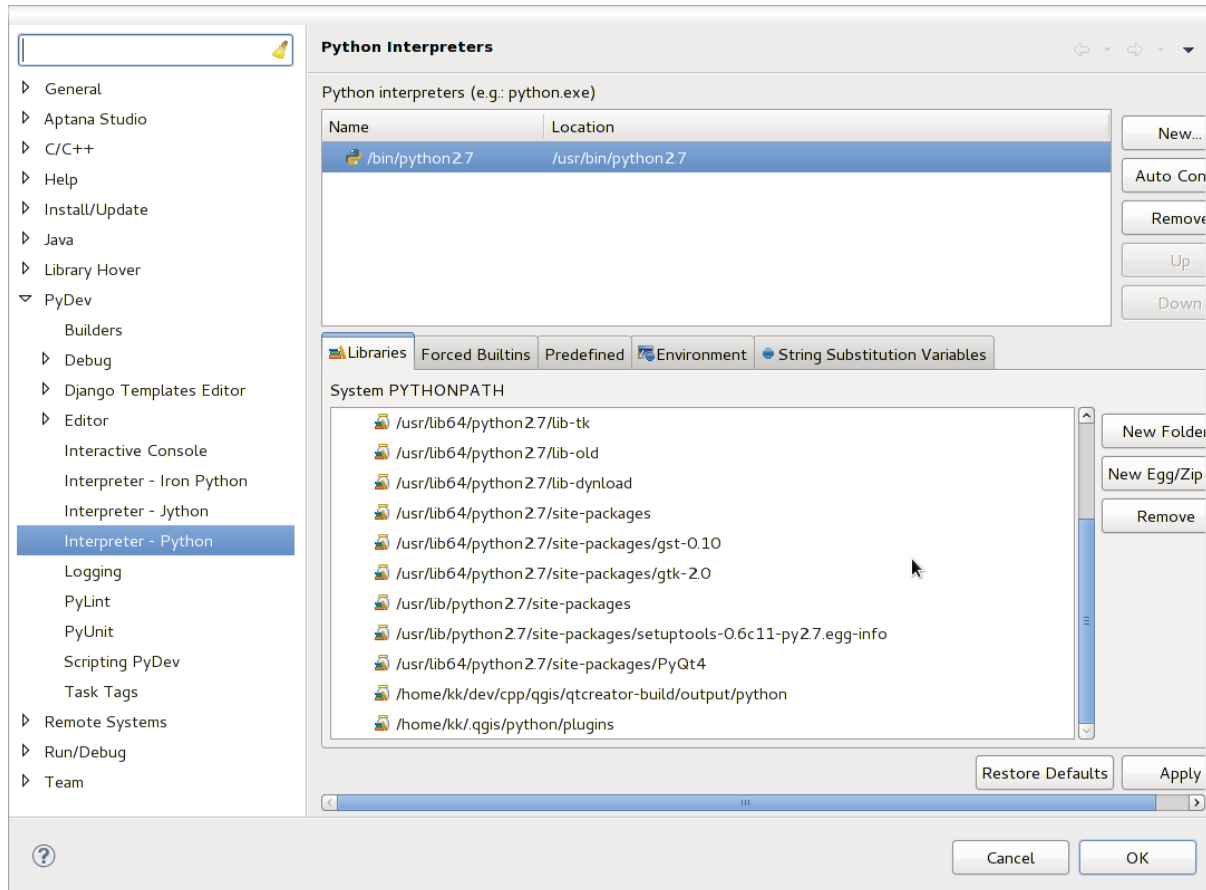 General
Aptana Studio
C/C++
Help
Install/Update
Java
Library Hover
PyDev
Builders
Debug
Django Templates Editor
Editor
Interactive Console
Interpreter - Iron Python
Interpreter - Jython
Interpreter - Python
Logging
PyLint
PyUnit
Scripting PyDev
Task Tags
Remote Systems
Run/Debug
Team
Python Interpreters
Python interpreters (e.g.: python.exe)
Name Location
/bin/python2.7 /usr/bin/python2.7
New...
Auto Con
Remove
Up
Down
Libraries Forced Builtins Predefined Environment String Substitution Variables
System PYTHONPATH
/usr/lib64/python2.7/lib-tk
/usr/lib64/python2.7/lib-old
/usr/lib64/python2.7/lib-dynload
/usr/lib64/python2.7/site-packages
/usr/lib64/python2.7/site-packages/gst-0.10
/usr/lib64/python2.7/site-packages/gtk-2.0
/usr/lib/python2.7/site-packages
/usr/lib/python2.7/site-packages/setuptools-0.6c11-py2.7.egg-info
/usr/lib64/python2.7/site-packages/PyQt4
/home/kk/dev/cpp/qgis/qtcreator-build/output/python
/home/kk/.qgis/python/plugins
New Folder
New Egg/Zip
Remove
Restore Defaults Apply
Cancel OK